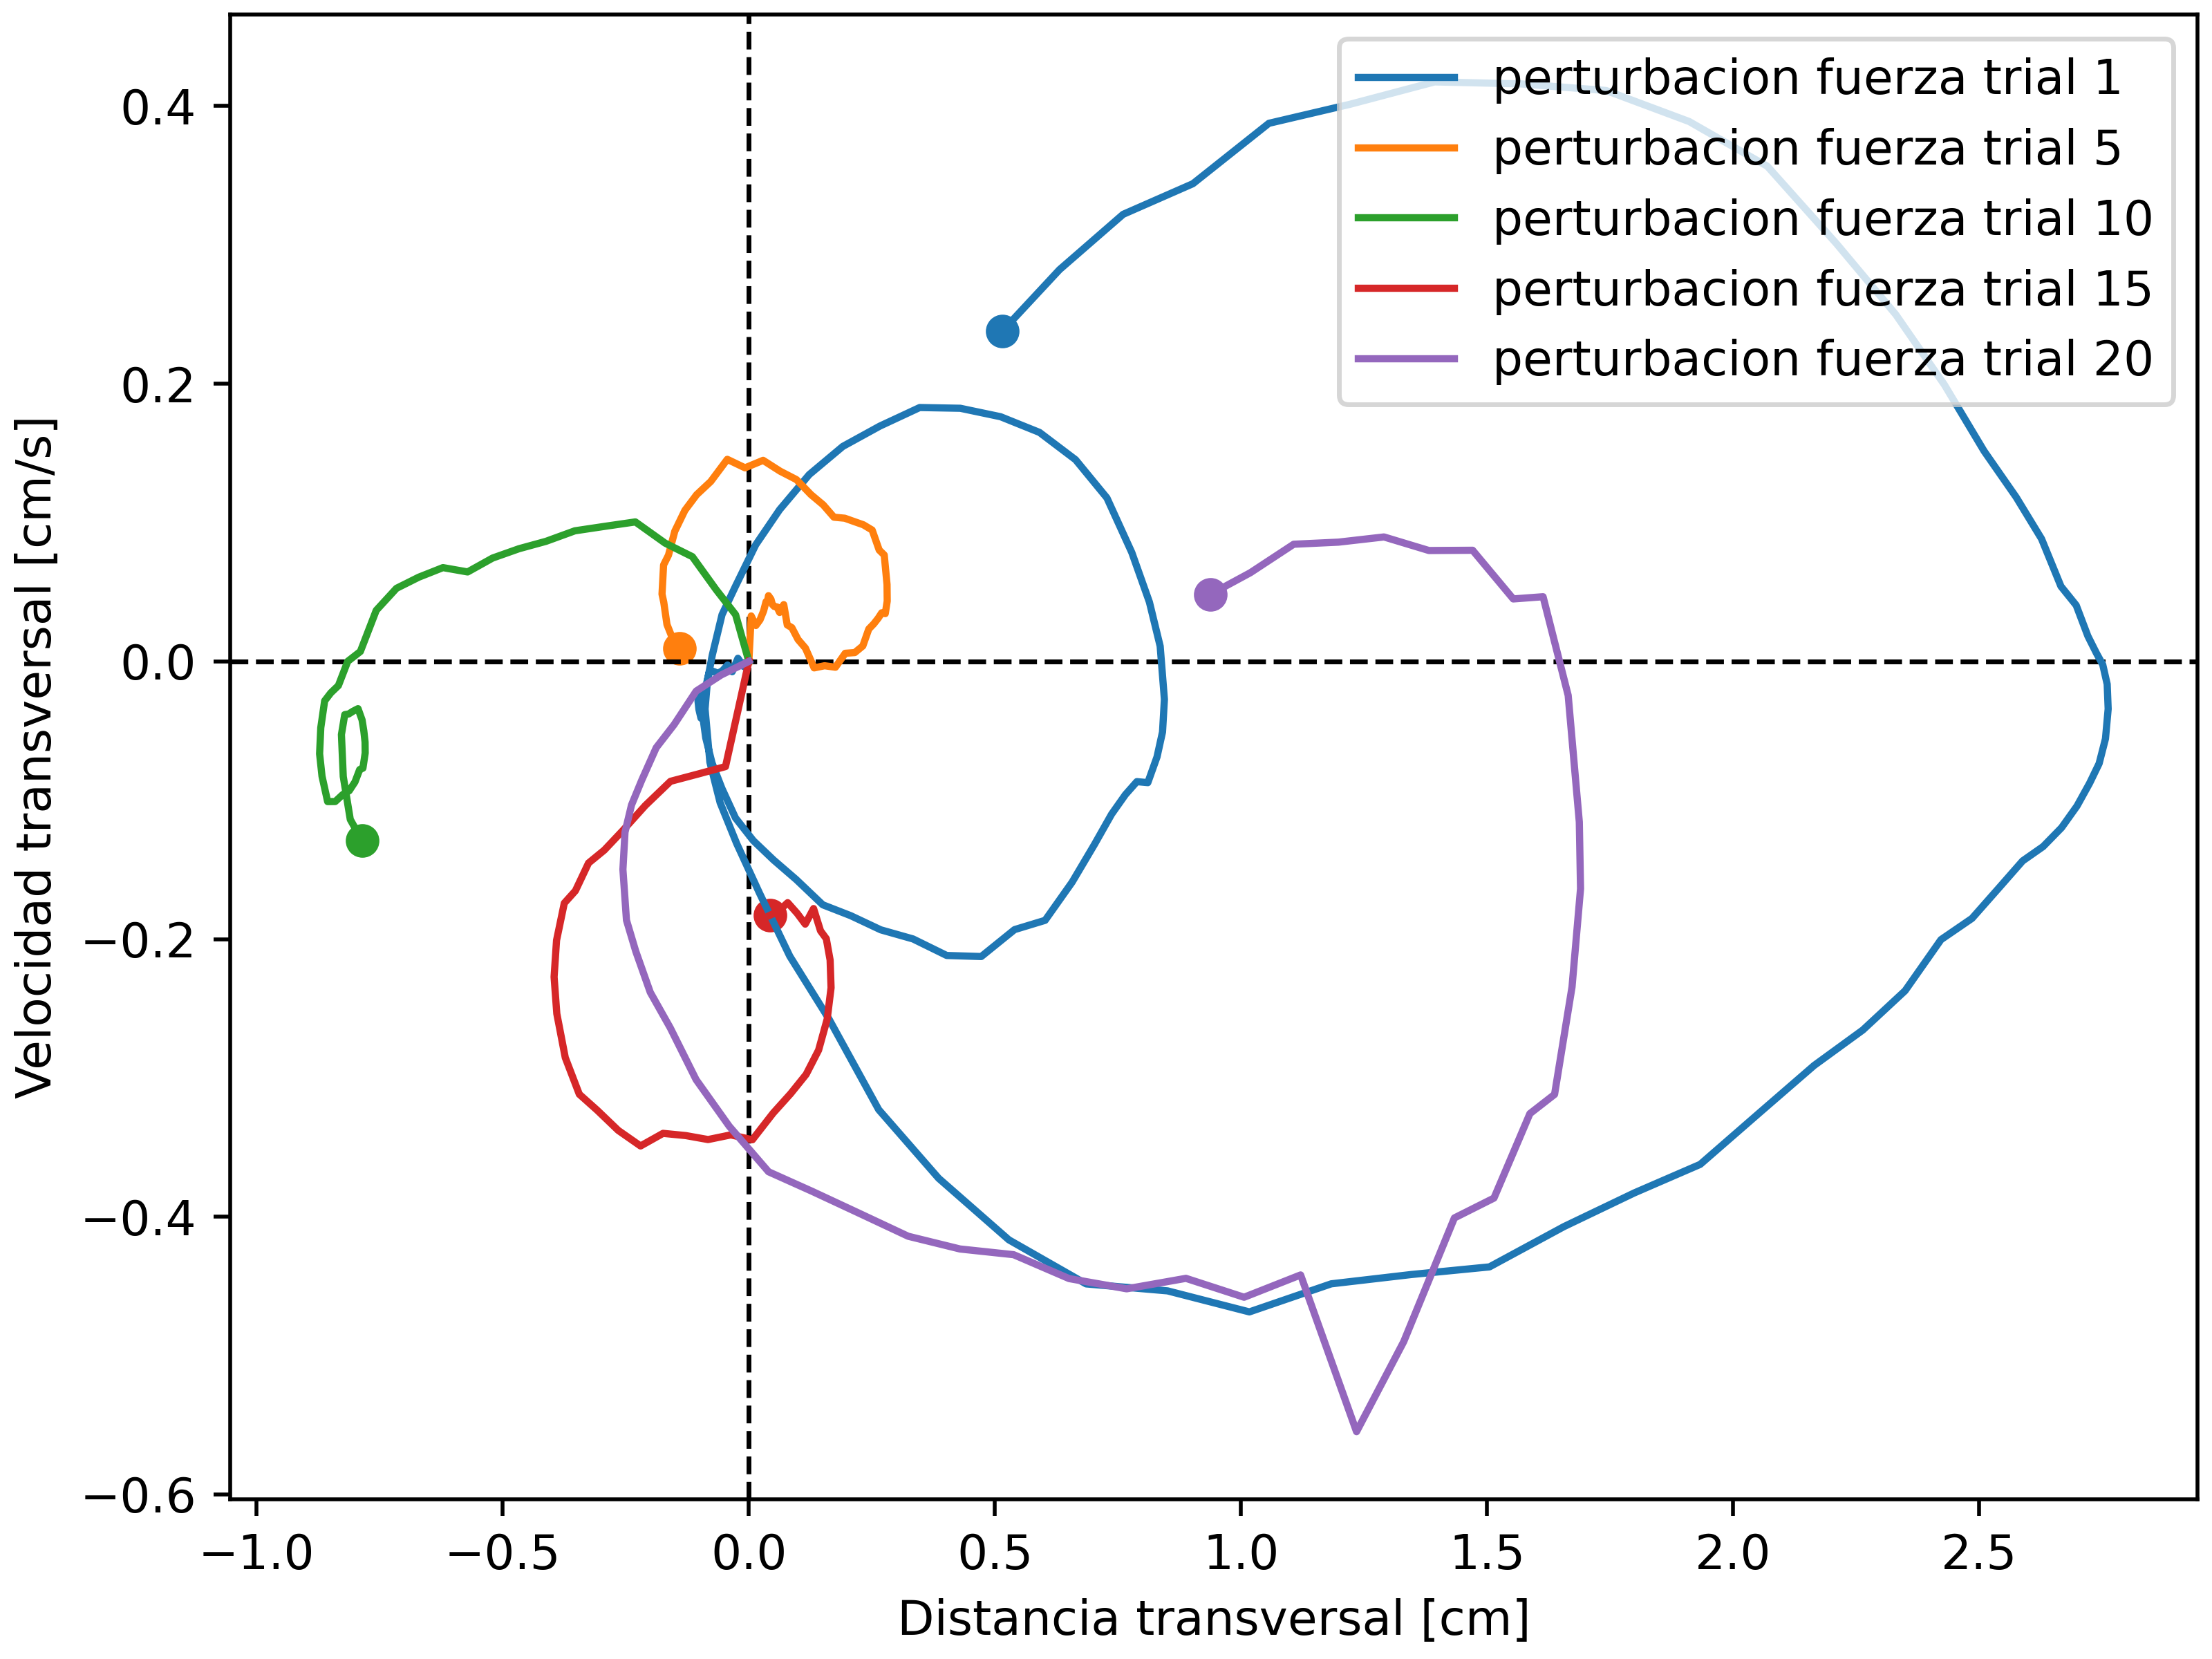 perturbacion fuerza trial 1
perturbacion fuerza trial 5
perturbacion fuerza trial 10
perturbacion fuerza trial 15
perturbacion fuerza trial 20
Velocidad transversal [cm/s]
0.4
0.2
0.0
−0.2
−0.4
−0.6
−1.0 −0.5 0.0 0.5 1.0 1.5 2.0 2.5
Distancia transversal [cm]